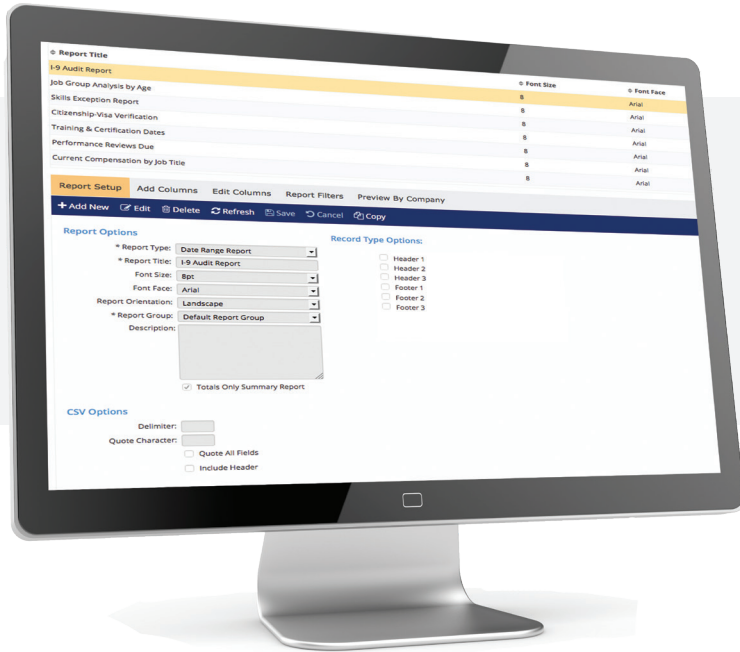 Report Title Font Size Font Face
I-9 Audit Report 8 Arial
Job Group Analysis by Age 8 Arial
Skills Exception Report 8 Arial
Citizenship-Visa Verification 8 Arial
Training & Certification Dates 8 Arial
Performance Reviews Due 8 Arial
Current Compensation by Job Title 8 Arial
Report Setup Add Columns Edit Columns Report Filters Preview By Company
+ Add New Edit Delete Refresh Save Cancel Copy
Report Options
* Report Type: Date Range Report
* Report Title: I-9 Audit Report
Font Size: 8pt
Font Face: Arial
Report Orientation: Landscape
* Report Group: Default Report Group
Description:
Totals Only Summary Report
Record Type Options:
Header 1
Header 2
Header 3
Footer 1
Footer 2
Footer 3
CSV Options
Delimiter:
Quote Character:
Quote All Fields
Include Header